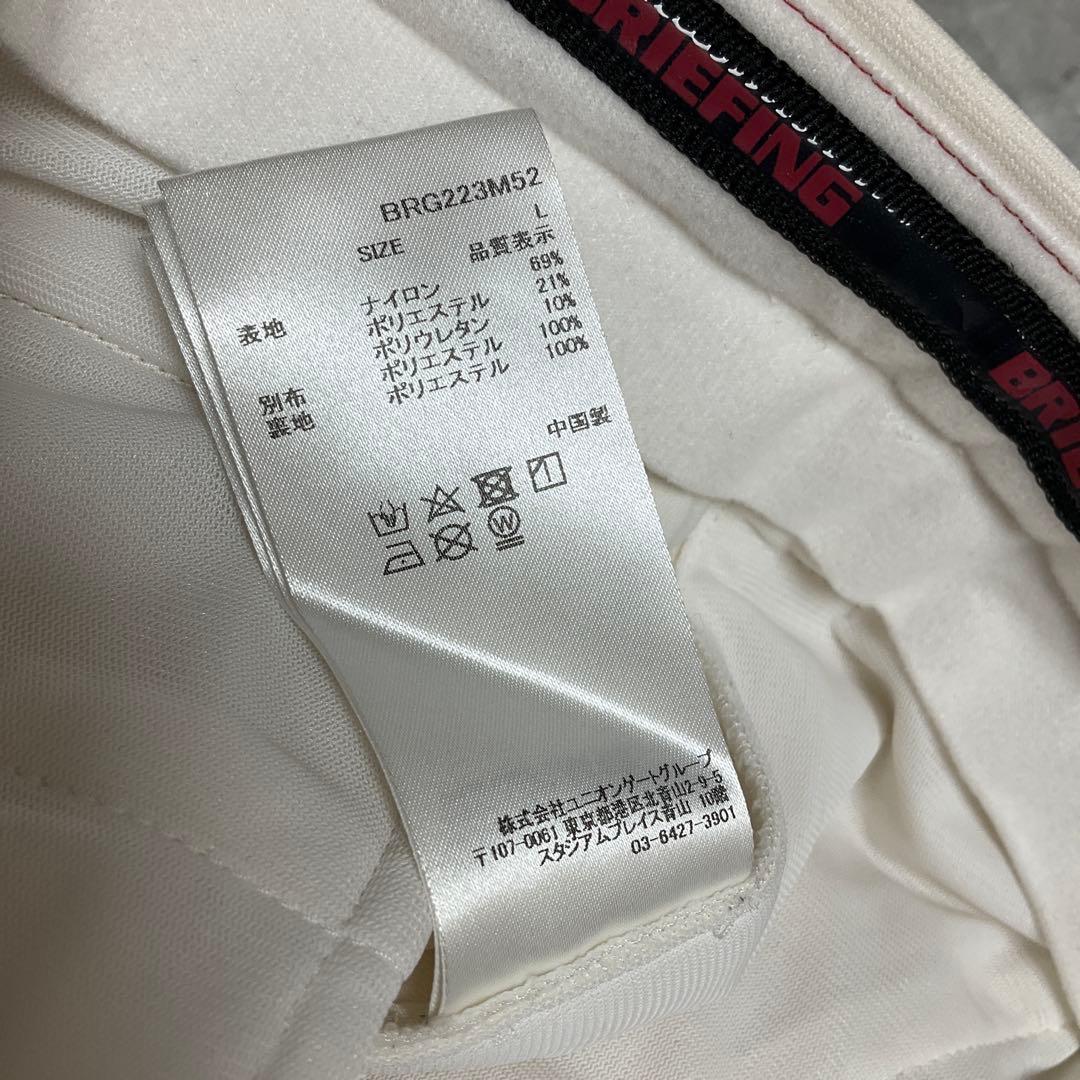 BRIEFING
BRIE
BRG223M52
SIZE L
品質表示
表地 ナイロン 69%
ポリエステル 21%
ポリウレタン 10%
別布 ポリエステル 100%
裏地 ポリエステル 100%
中国製
W
株式会社ユニオンゲートグループ
〒107-0061 東京都港区北青山2-9-5
スタジアムプレイス青山 10階
03-6427-3901